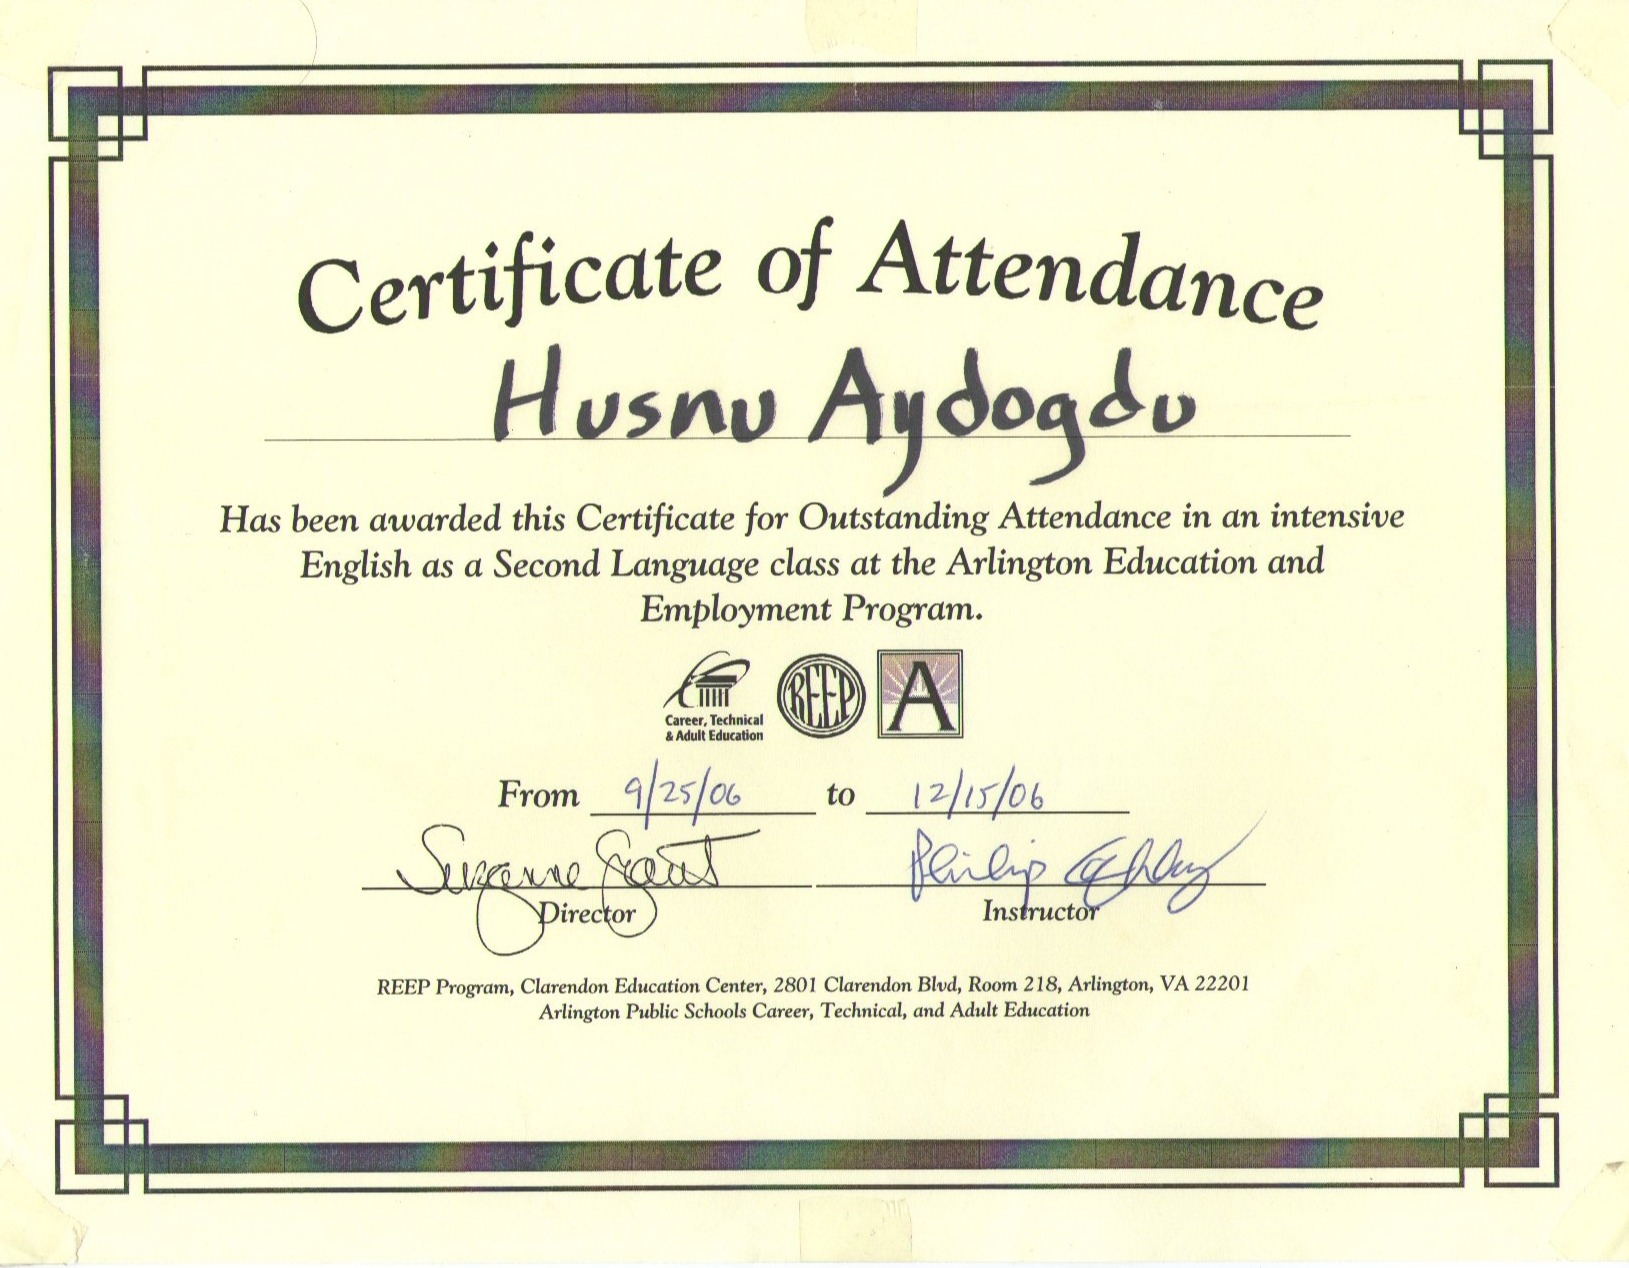 Certificate of Attendance
Husnu Aydogdu
Has been awarded this Certificate for Outstanding Attendance in an intensive
English as a Second Language class at the Arlington Education and
Employment Program.
Career, Technical
& Adult Education
REEP
A
From 9/25/06 to 12/15/06
Suzanne Grant Philip
Director Instructor
REEP Program, Clarendon Education Center, 2801 Clarendon Blvd, Room 218, Arlington, VA 22201
Arlington Public Schools Career, Technical, and Adult Education